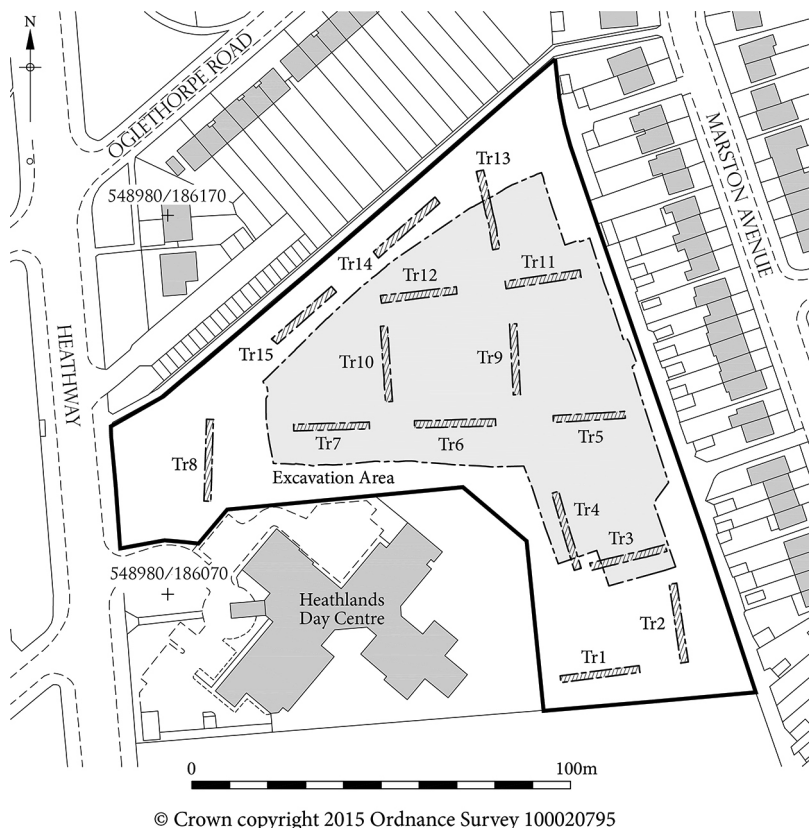 N
OGLETHORPE ROAD
MARSTON AVENUE
Tr13
548980/186170
Tr14
Tr12
Tr11
Tr15
Tr10
Tr9
HEATHWAY
Tr7
Tr6
Tr5
Tr8
Excavation Area
Tr4
Tr3
548980/186070
Heathlands
Day Centre
Tr2
Tr1
0
100m
© Crown copyright 2015 Ordnance Survey 100020795